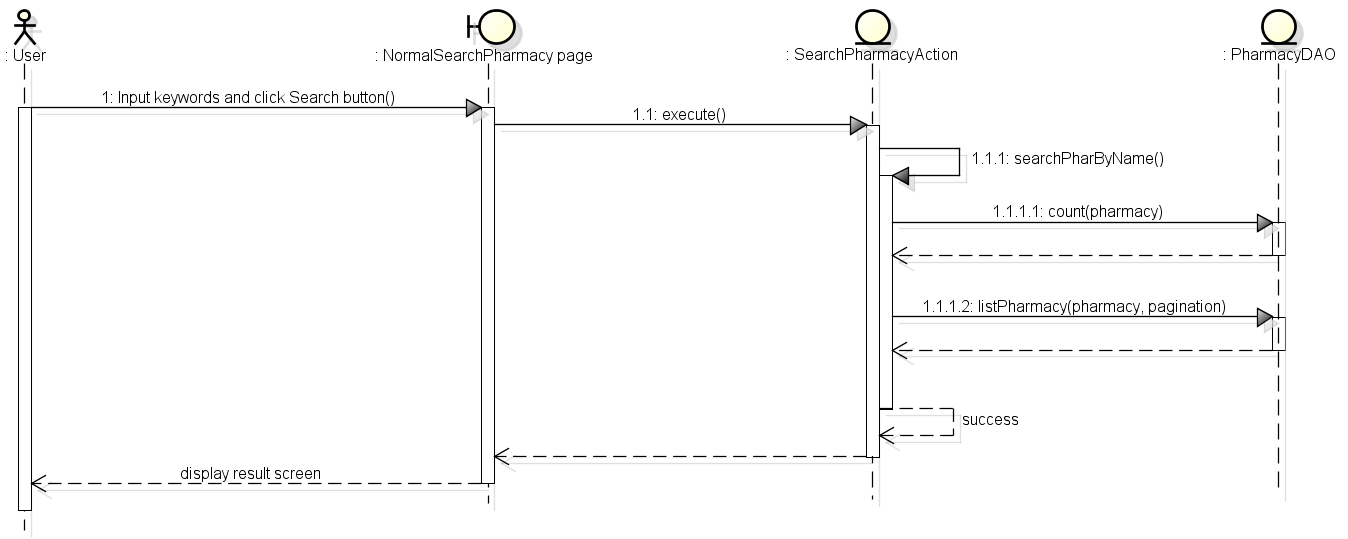 : User
: NormalSearchPharmacy page
: SearchPharmacyAction
: PharmacyDAO
1: Input keywords and click Search button()
1.1: execute()
1.1.1: searchPharByName()
1.1.1.1: count(pharmacy)
1.1.1.2: listPharmacy(pharmacy, pagination)
success
display result screen